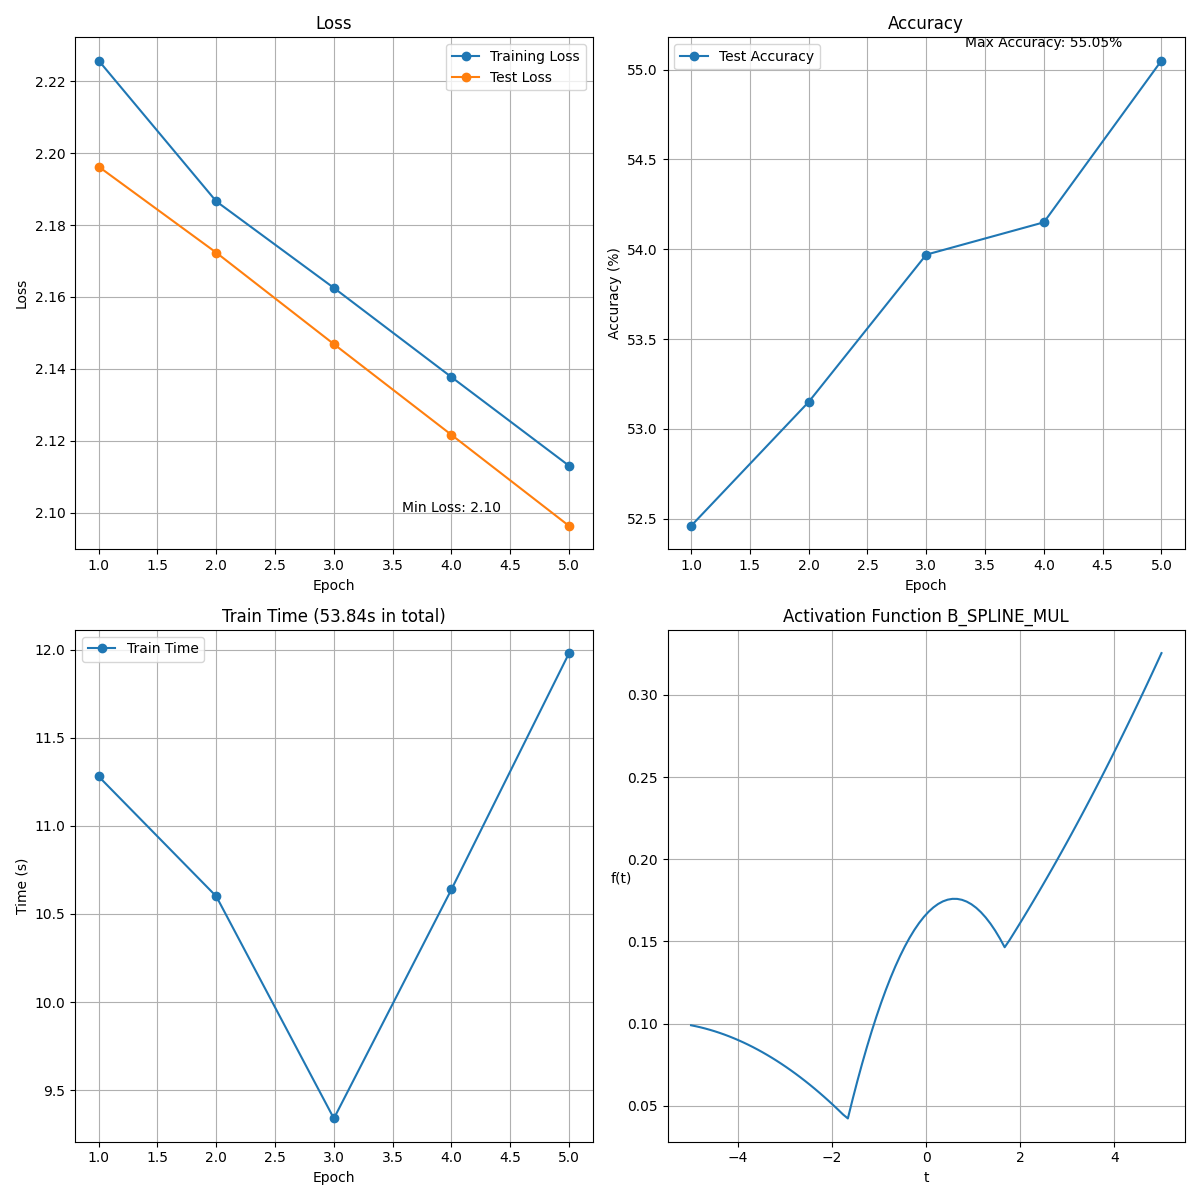 Loss
Training Loss
Test Loss
2.22
2.20
2.18
2.16
2.14
2.12
2.10
Loss
Min Loss: 2.10
1.0 1.5 2.0 2.5 3.0 3.5 4.0 4.5 5.0
Epoch
Accuracy
Max Accuracy: 55.05%
Test Accuracy
55.0
54.5
54.0
53.5
53.0
52.5
Accuracy (%)
1.0 1.5 2.0 2.5 3.0 3.5 4.0 4.5 5.0
Epoch
Train Time (53.84s in total)
Train Time
12.0
11.5
11.0
10.5
10.0
9.5
Time (s)
1.0 1.5 2.0 2.5 3.0 3.5 4.0 4.5 5.0
Epoch
Activation Function B_SPLINE_MUL
0.30
0.25
0.20
0.15
0.10
0.05
f(t)
−4 −2 0 2 4
t